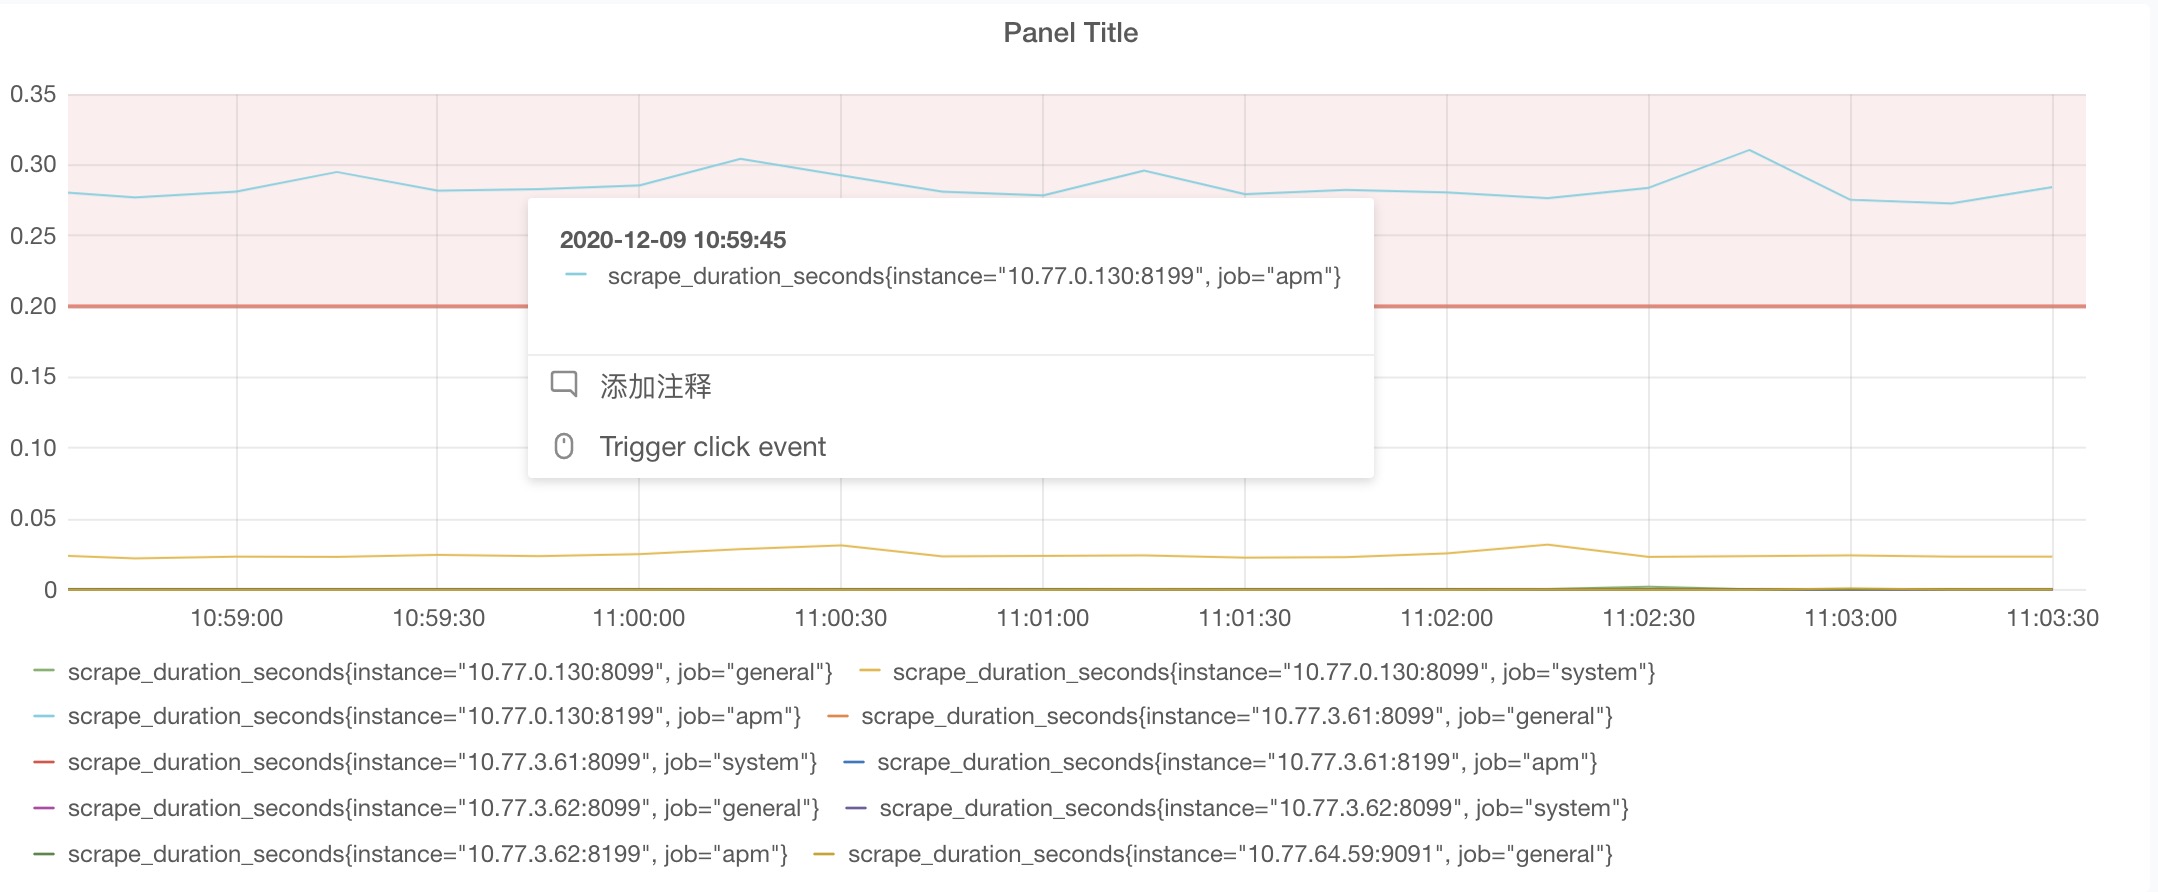 Panel Title
0.35
0.30
0.25
0.20
0.15
0.10
0.05
0
2020-12-09 10:59:45
scrape_duration_seconds{instance="10.77.0.130:8199", job="apm"}
添加注释
Trigger click event
10:59:00 10:59:30 11:00:00 11:00:30 11:01:00 11:01:30 11:02:00 11:02:30 11:03:00 11:03:30
scrape_duration_seconds{instance="10.77.0.130:8099", job="general"} scrape_duration_seconds{instance="10.77.0.130:8099", job="system"}
scrape_duration_seconds{instance="10.77.0.130:8199", job="apm"} scrape_duration_seconds{instance="10.77.3.61:8099", job="general"}
scrape_duration_seconds{instance="10.77.3.61:8099", job="system"} scrape_duration_seconds{instance="10.77.3.61:8199", job="apm"}
scrape_duration_seconds{instance="10.77.3.62:8099", job="general"} scrape_duration_seconds{instance="10.77.3.62:8099", job="system"}
scrape_duration_seconds{instance="10.77.3.62:8199", job="apm"} scrape_duration_seconds{instance="10.77.64.59:9091", job="general"}